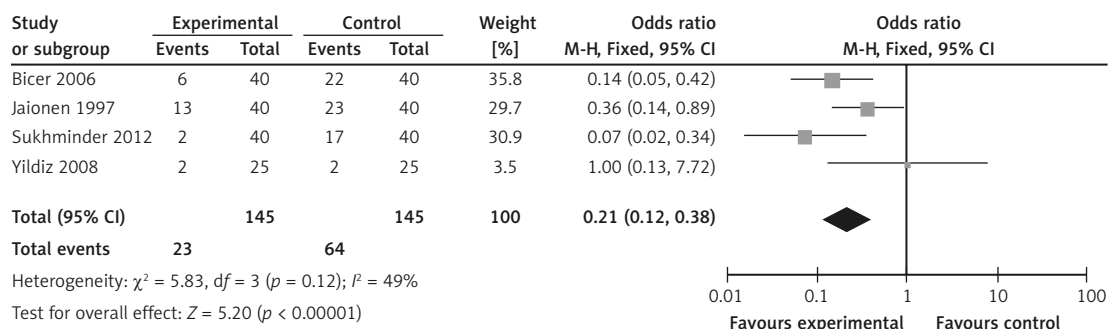 Study Experimental Control Weight Odds ratio Odds ratio
or subgroup Events Total Events Total [%] M-H, Fixed, 95% CI M-H, Fixed, 95% CI
Bicer 2006 6 40 22 40 35.8 0.14 (0.05, 0.42)
Jaionen 1997 13 40 23 40 29.7 0.36 (0.14, 0.89)
Sukhminder 2012 2 40 17 40 30.9 0.07 (0.02, 0.34)
Yildiz 2008 2 25 2 25 3.5 1.00 (0.13, 7.72)
Total (95% CI) 145 145 100 0.21 (0.12, 0.38)
Total events 23 64
Heterogeneity: χ² = 5.83, df = 3 (p = 0.12); I² = 49%
Test for overall effect: Z = 5.20 (p < 0.00001)
0.01 0.1 1 10 100
Favours experimental Favours control